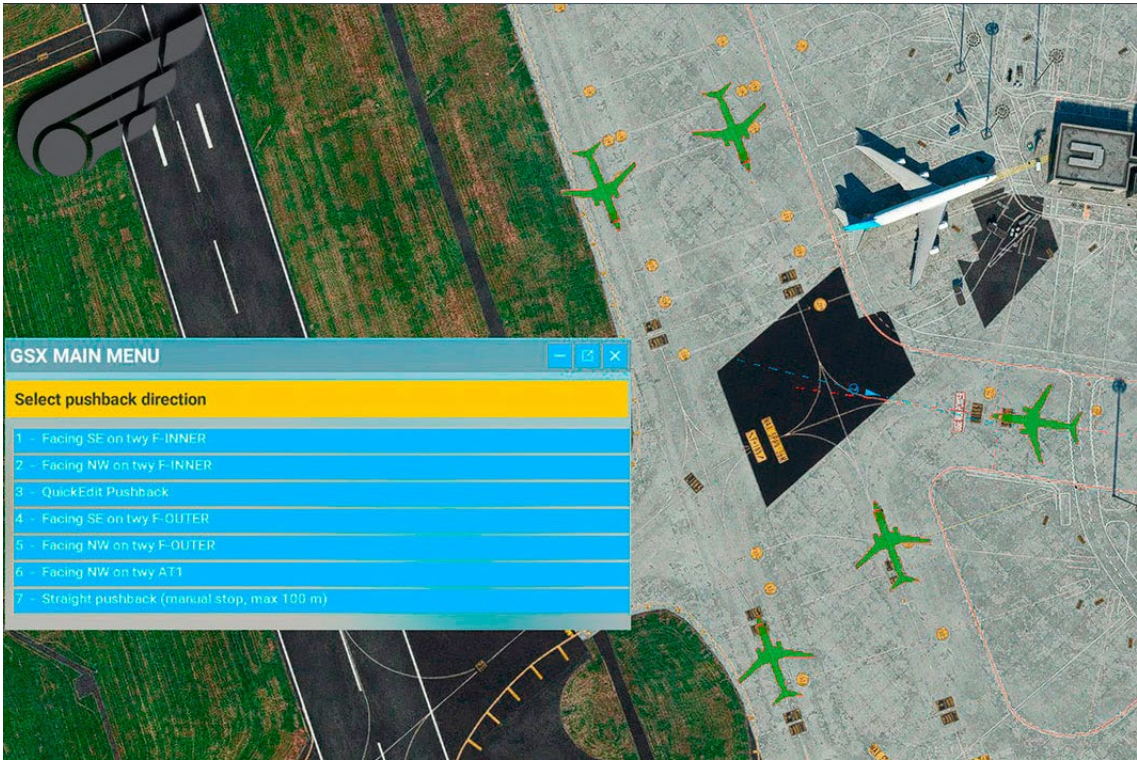 GSX MAIN MENU
Select pushback direction
1 - Facing SE on twy F-INNER
2 - Facing NW on twy F-INNER
3 - QuickEdit Pushback
4 - Facing SE on twy F-OUTER
5 - Facing NW on twy F-OUTER
6 - Facing NW on twy AT1
7 - Straight pushback (manual stop, max 100 m)